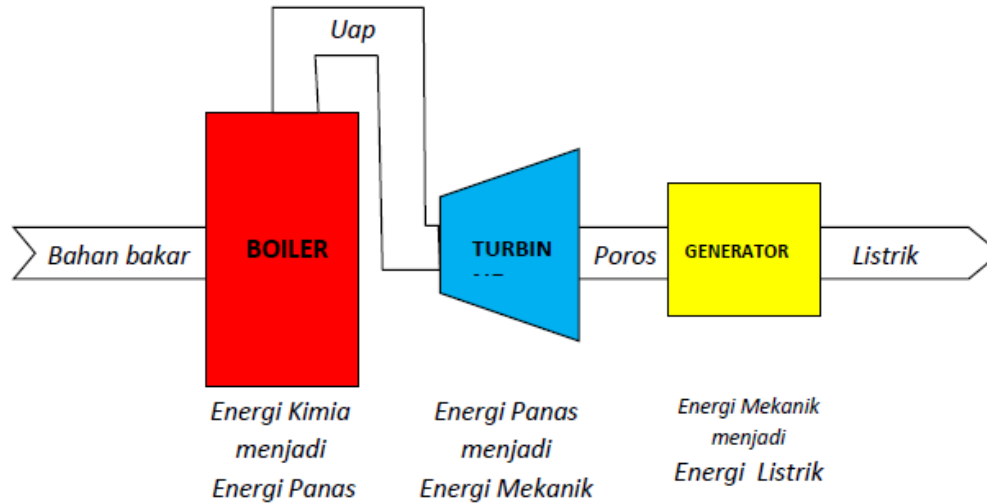 Uap
Bahan bakar
BOILER
TURBIN
Poros
GENERATOR
Listrik
Energi Kimia
menjadi
Energi Panas
Energi Panas
menjadi
Energi Mekanik
Energi Mekanik
menjadi
Energi Listrik